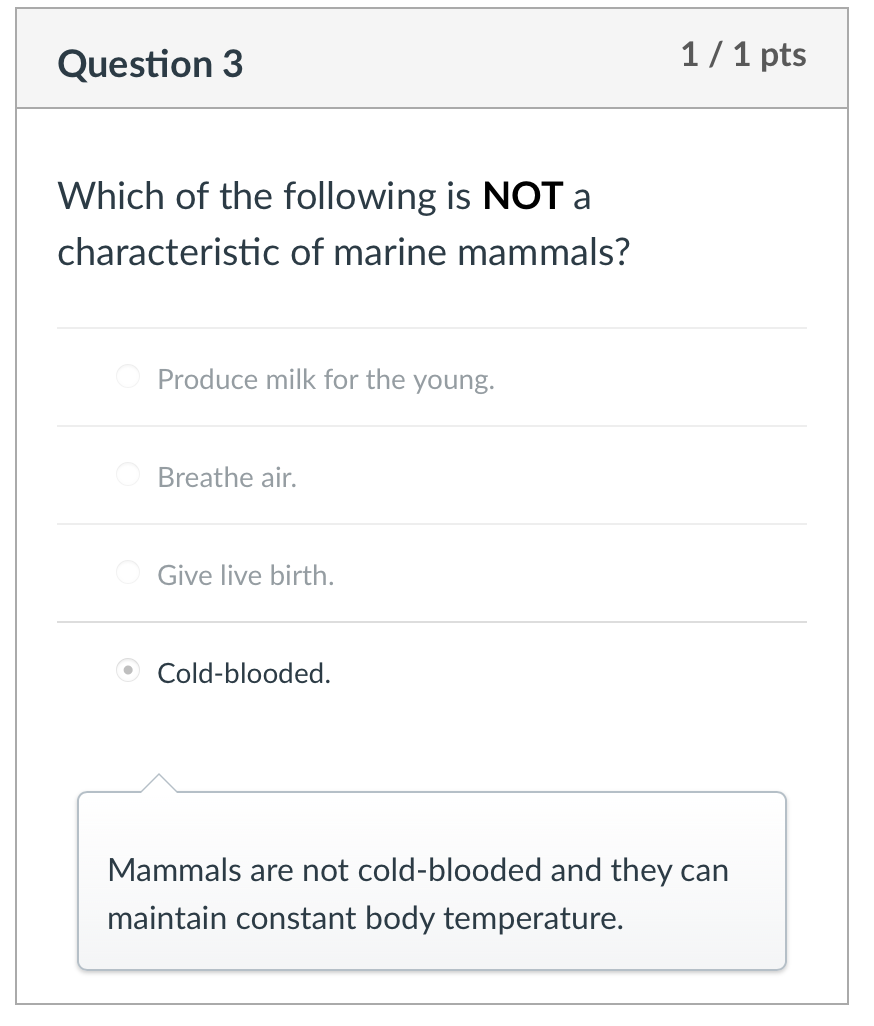 Question 3
1 / 1 pts
Which of the following is NOT a
characteristic of marine mammals?
Produce milk for the young.
Breathe air.
Give live birth.
Cold-blooded.
Mammals are not cold-blooded and they can
maintain constant body temperature.